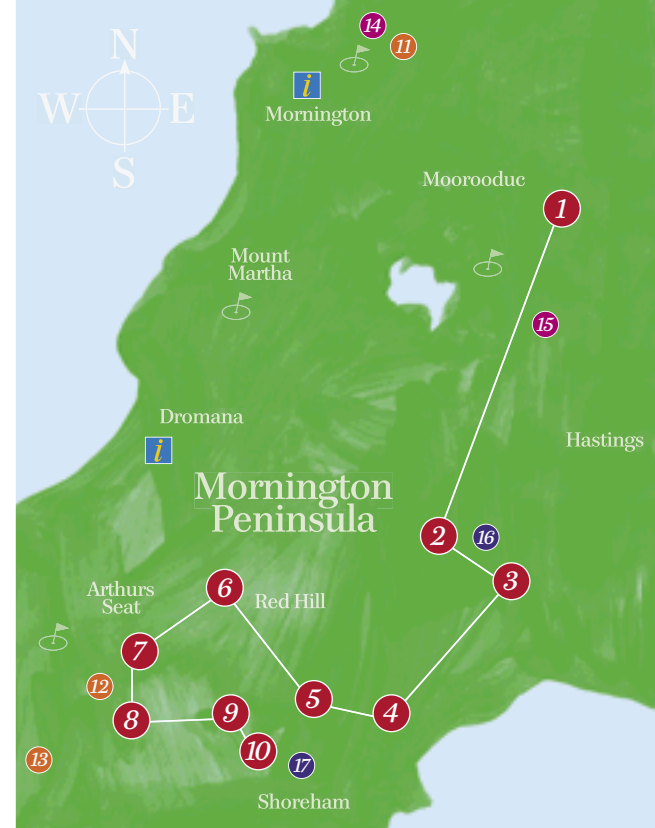 14
11
N
i
W
E
Mornington
S
Moorooduc
1
Mount
Martha
15
Dromana
Hastings
i
Mornington
Peninsula
2
16
3
6
Arthurs
Seat
Red Hill
7
12
5
4
8
9
10
13
17
Shoreham